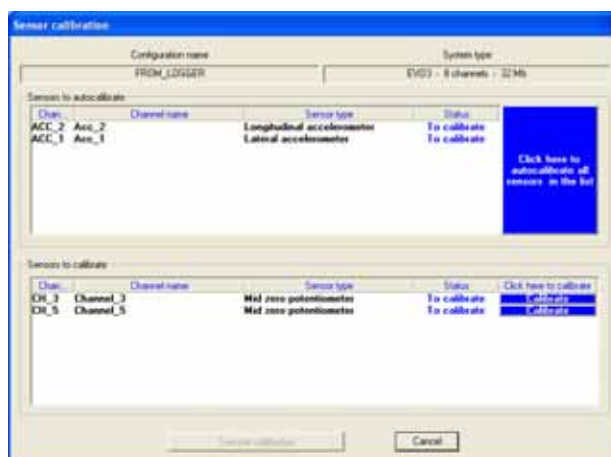 Sensor calibration
Configuration name System type
FROM_LOGGER EVO3 - 8 channels - 32 Mb
Sensors to autocalibrate
Chan... Channel name Sensor type Status
ACC_2 Acc_2 Longitudinal accelerometer To calibrate
ACC_1 Acc_1 Lateral accelerometer To calibrate
Click here to
autocalibrate all
sensors in the list
Sensors to calibrate
Chan... Channel name Sensor type Status Click here to calibrate
CH_3 Channel_3 Mid zero potentiometer To calibrate Calibrate
CH_5 Channel_5 Mid zero potentiometer To calibrate Calibrate
Cancel